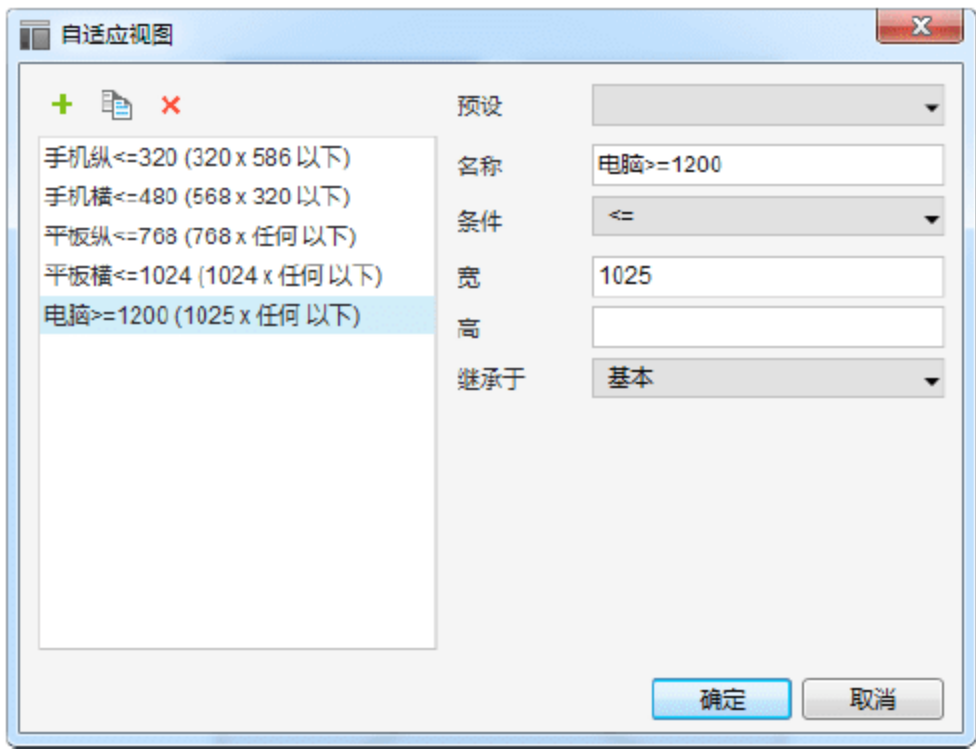 自适应视图
预设
手机纵<=320 (320 x 586 以下)
手机横<=480 (568 x 320 以下)
平板纵<=768 (768 x 任何 以下)
平板横<=1024 (1024 x 任何 以下)
电脑>=1200 (1025 x 任何 以下)
名称 电脑>=1200
条件 <=
宽 1025
高
继承于 基本
确定 取消